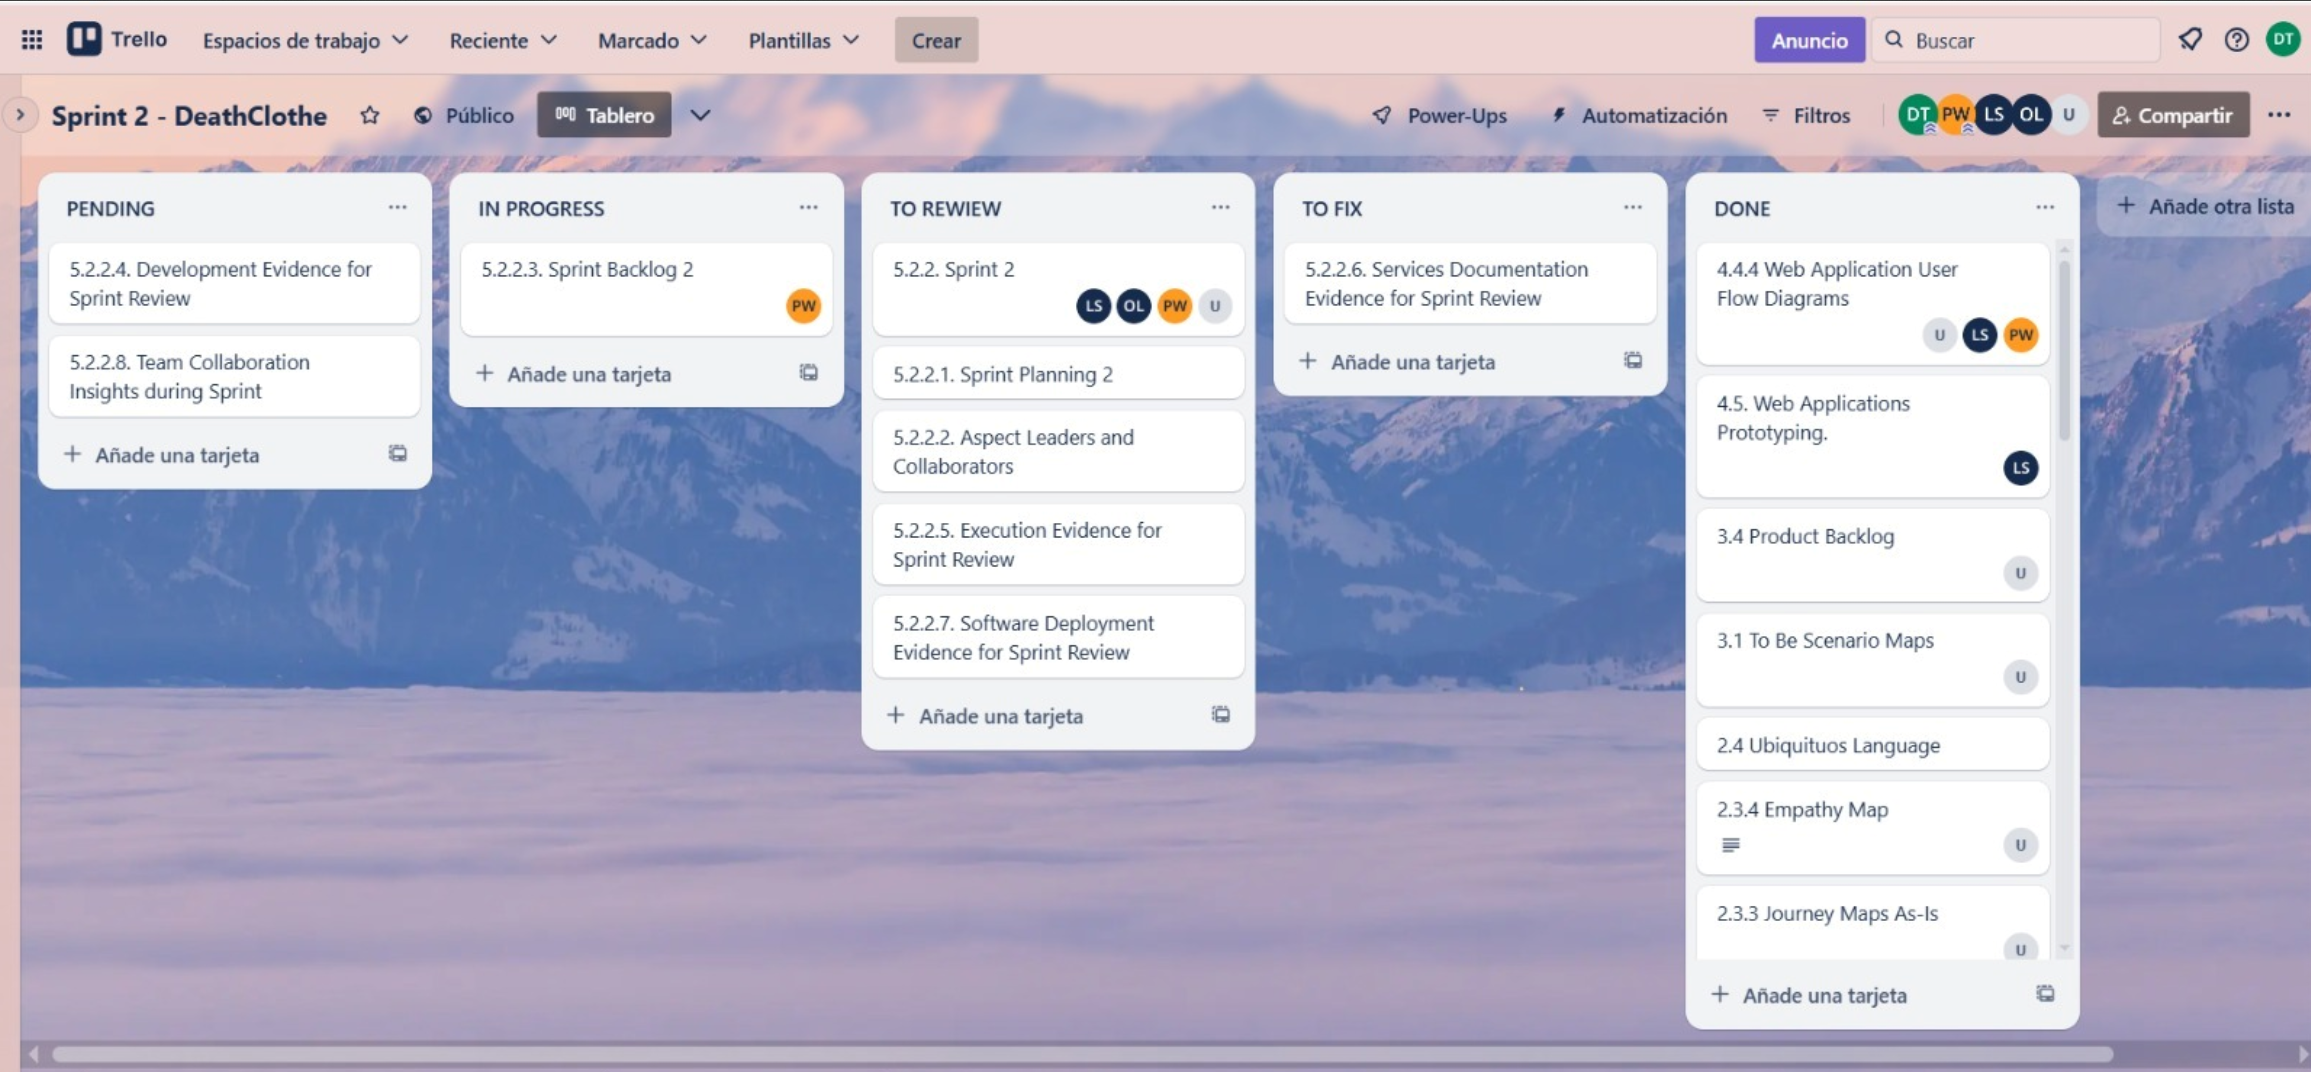 Trello
Espacios de trabajo
Reciente
Marcado
Plantillas
Crear
Anuncio
Buscar
DT
Sprint 2 - DeathClothe
Público
Tablero
Power-Ups
Automatización
Filtros
DT
PW
LS
OL
U
Compartir
PENDING
5.2.2.4. Development Evidence for
Sprint Review
5.2.2.8. Team Collaboration
Insights during Sprint
Añade una tarjeta
IN PROGRESS
5.2.2.3. Sprint Backlog 2
PW
Añade una tarjeta
TO REWIEW
5.2.2. Sprint 2
LS OL PW U
5.2.2.1. Sprint Planning 2
5.2.2.2. Aspect Leaders and
Collaborators
5.2.2.5. Execution Evidence for
Sprint Review
5.2.2.7. Software Deployment
Evidence for Sprint Review
Añade una tarjeta
TO FIX
5.2.2.6. Services Documentation
Evidence for Sprint Review
Añade una tarjeta
DONE
4.4.4 Web Application User
Flow Diagrams
U LS PW
4.5. Web Applications
Prototyping.
LS
3.4 Product Backlog
U
3.1 To Be Scenario Maps
U
2.4 Ubiquituos Language
2.3.4 Empathy Map
U
2.3.3 Journey Maps As-Is
U
Añade una tarjeta
Añade otra lista